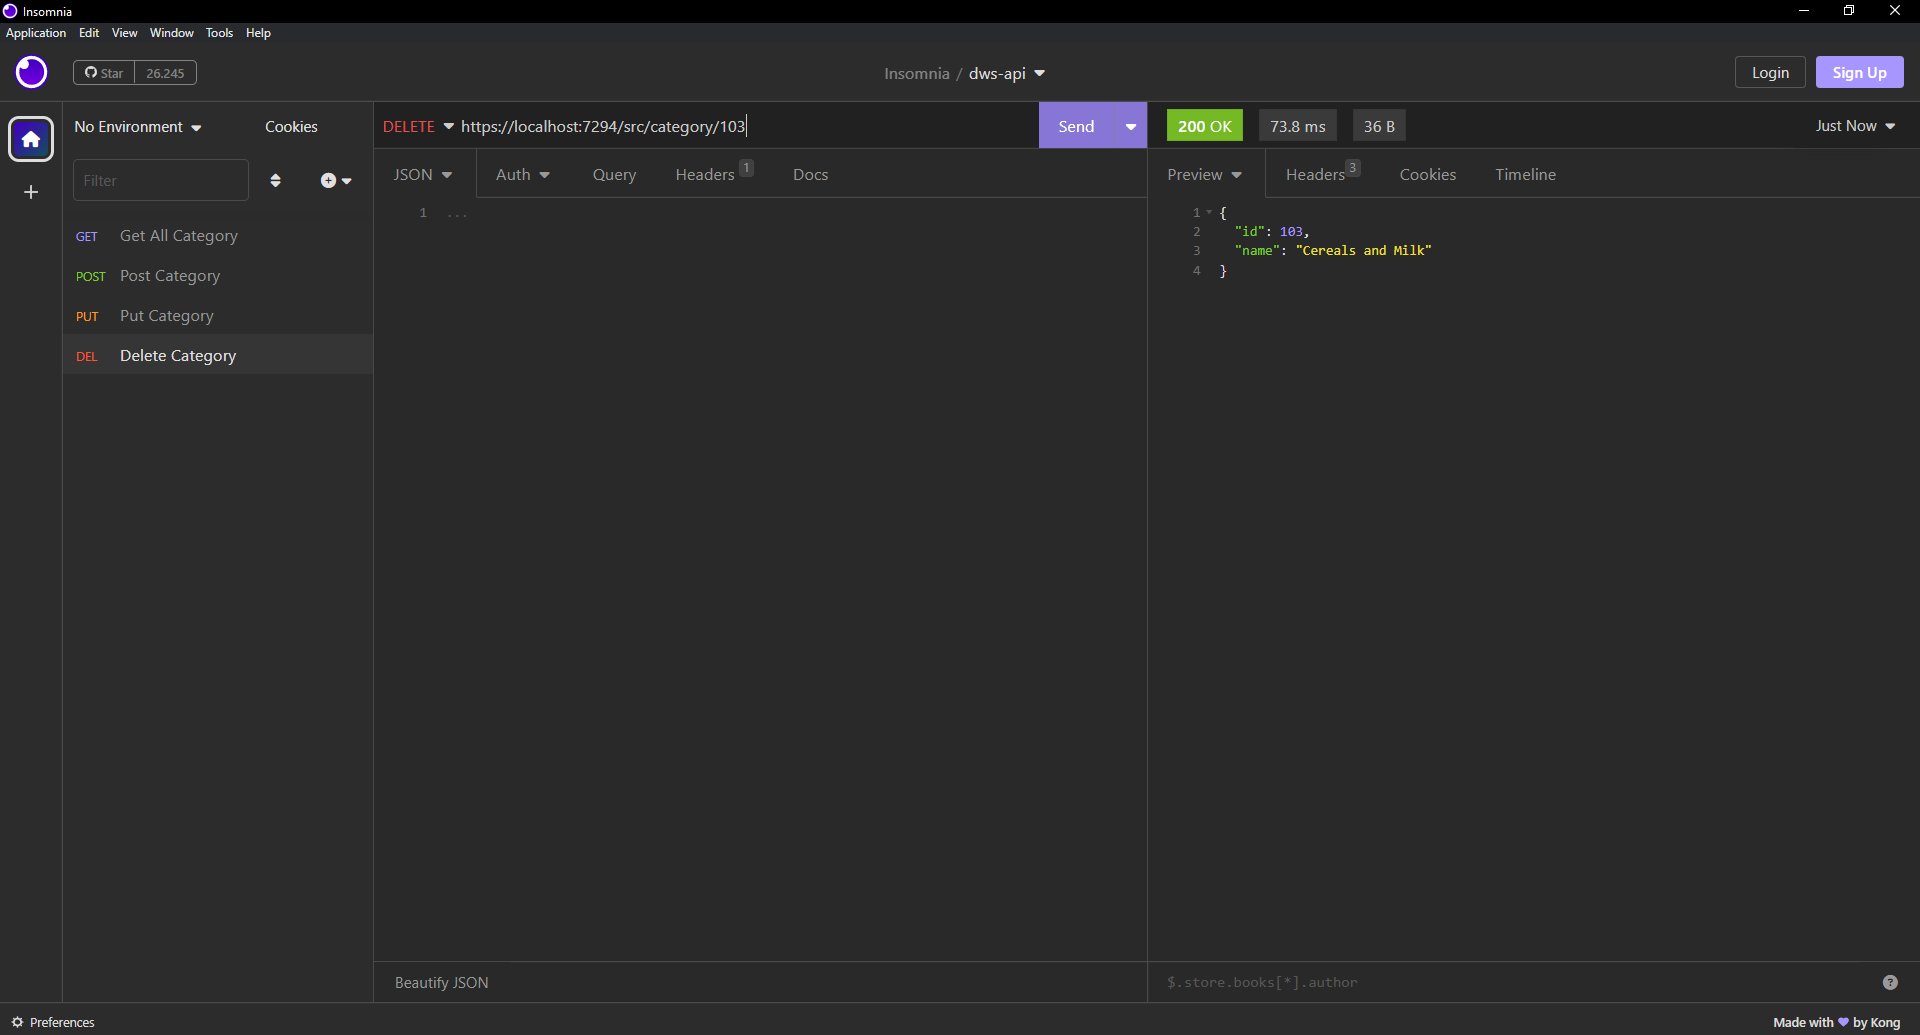 Insomnia
Application Edit View Window Tools Help
Star 26.245
Insomnia / dws-api
Login
Sign Up
No Environment
Cookies
Filter
GET Get All Category
POST Post Category
PUT Put Category
DEL Delete Category
DELETE https://localhost:7294/src/category/103
Send
JSON Auth Query Headers 1 Docs
1 ...
Beautify JSON
200 OK 73.8 ms 36 B
Just Now
Preview Headers 3 Cookies Timeline
1 {
2 "id": 103,
3 "name": "Cereals and Milk"
4 }
$.store.books[*].author
?
Preferences
Made with by Kong